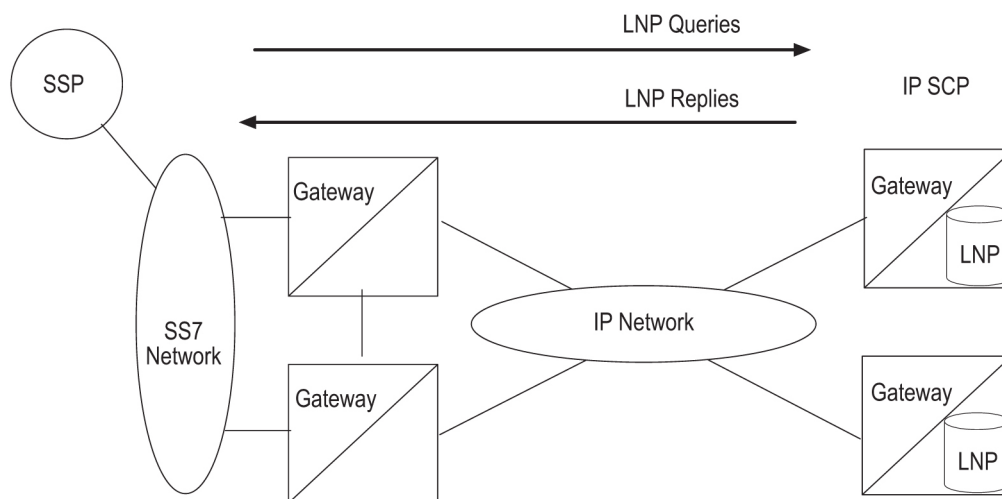 LNP Queries
SSP
LNP Replies
IP SCP
Gateway
Gateway
LNP
SS7
Network
IP Network
Gateway
Gateway
LNP